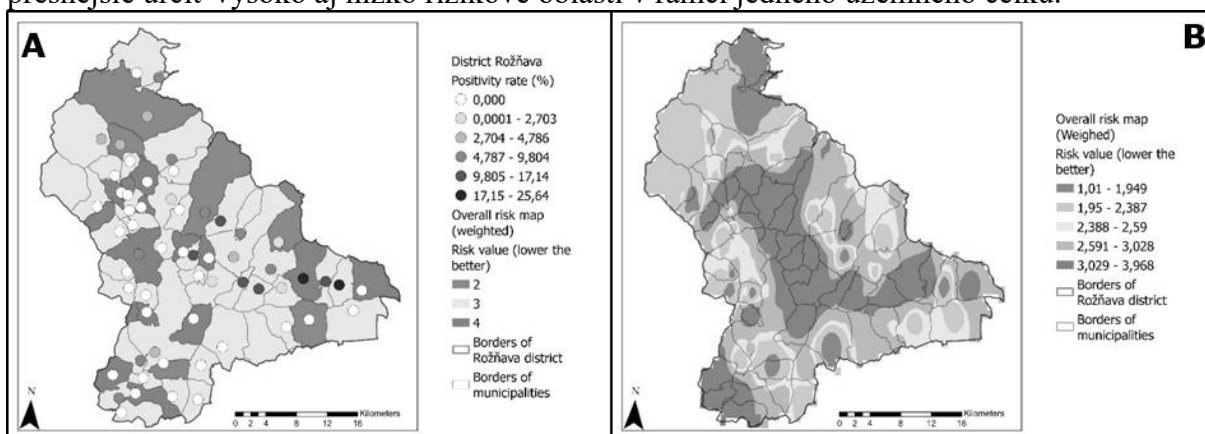 presnejšie určiť vysoko aj nízko rizikové oblasti v rámci jedného územného celku.
A
District Rožňava
Positivity rate (%)
0,000
0,0001 - 2,703
2,704 - 4,786
4,787 - 9,804
9,805 - 17,14
17,15 - 25,64
Overall risk map
(weighted)
Risk value (lower the
better)
2
3
4
Borders of
Rožňava district
Borders of
municipalities
N
Kilometers
0 2 4 8 12 16
B
Overall risk map
(Weighed)
Risk value (lower the
better)
1,01 - 1,949
1,95 - 2,387
2,388 - 2,59
2,591 - 3,028
3,029 - 3,968
Borders of
Rožňava district
Borders of
municipalities
N
Kilometers
0 2 4 8 12 16